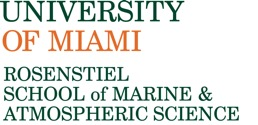 UNIVERSITY
OF MIAMI
ROSENSTIEL
SCHOOL of MARINE &
ATMOSPHERIC SCIENCE